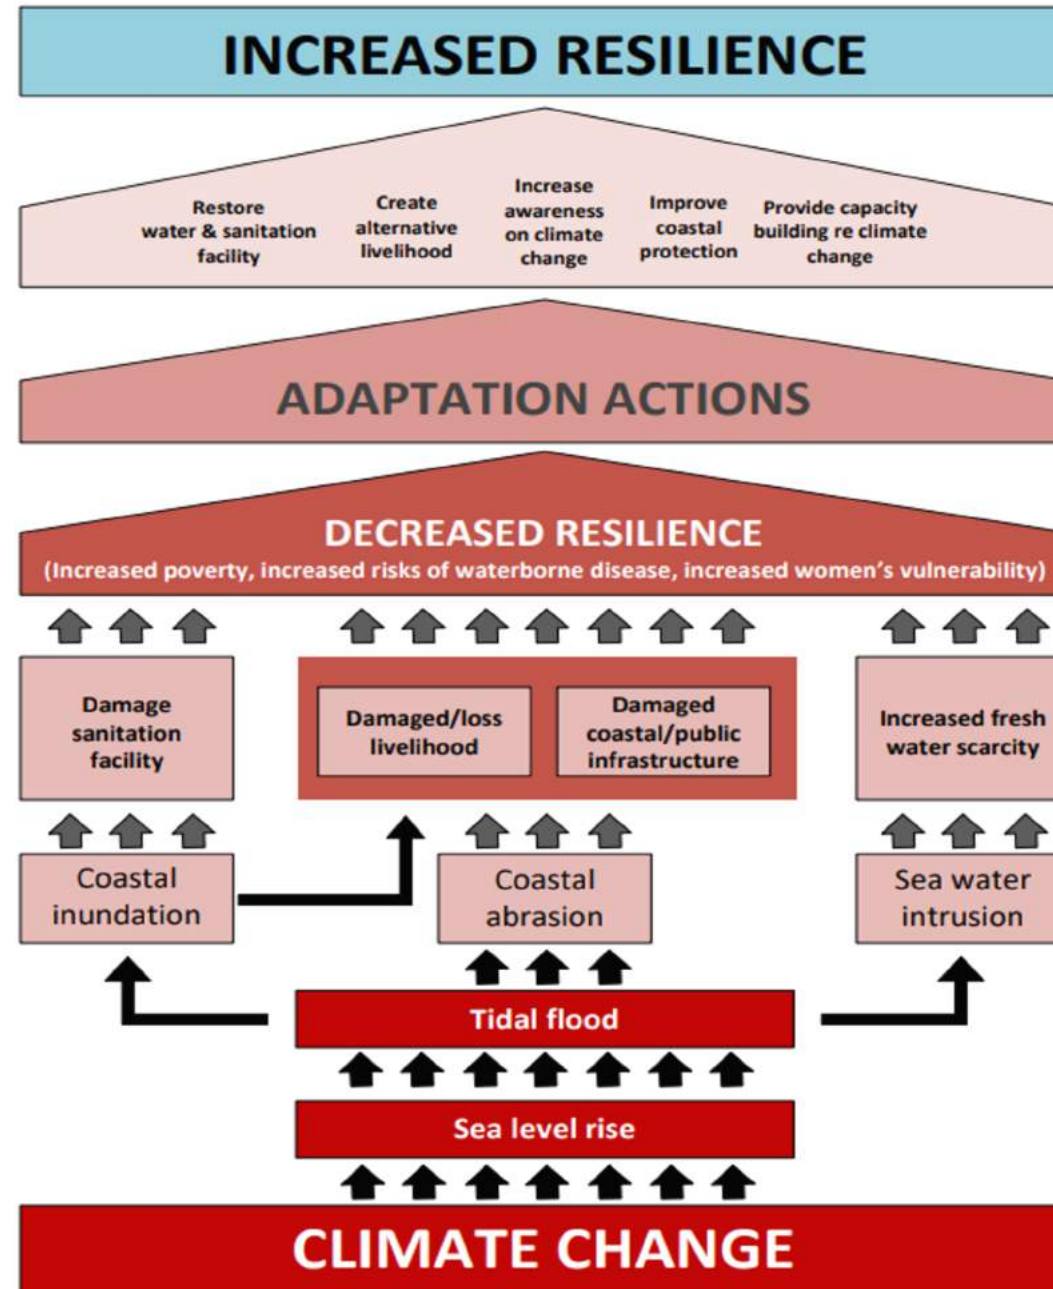 INCREASED RESILIENCE
Restore
water & sanitation
facility
Create
alternative
livelihood
Increase
awareness
on climate
change
Improve
coastal
protection
Provide capacity
building re climate
change
ADAPTATION ACTIONS
DECREASED RESILIENCE
(Increased poverty, increased risks of waterborne disease, increased women's vulnerability)
Damage
sanitation
facility
Damaged/loss
livelihood
Damaged
coastal/public
infrastructure
Increased fresh
water scarcity
Coastal
inundation
Coastal
abrasion
Sea water
intrusion
Tidal flood
Sea level rise
CLIMATE CHANGE